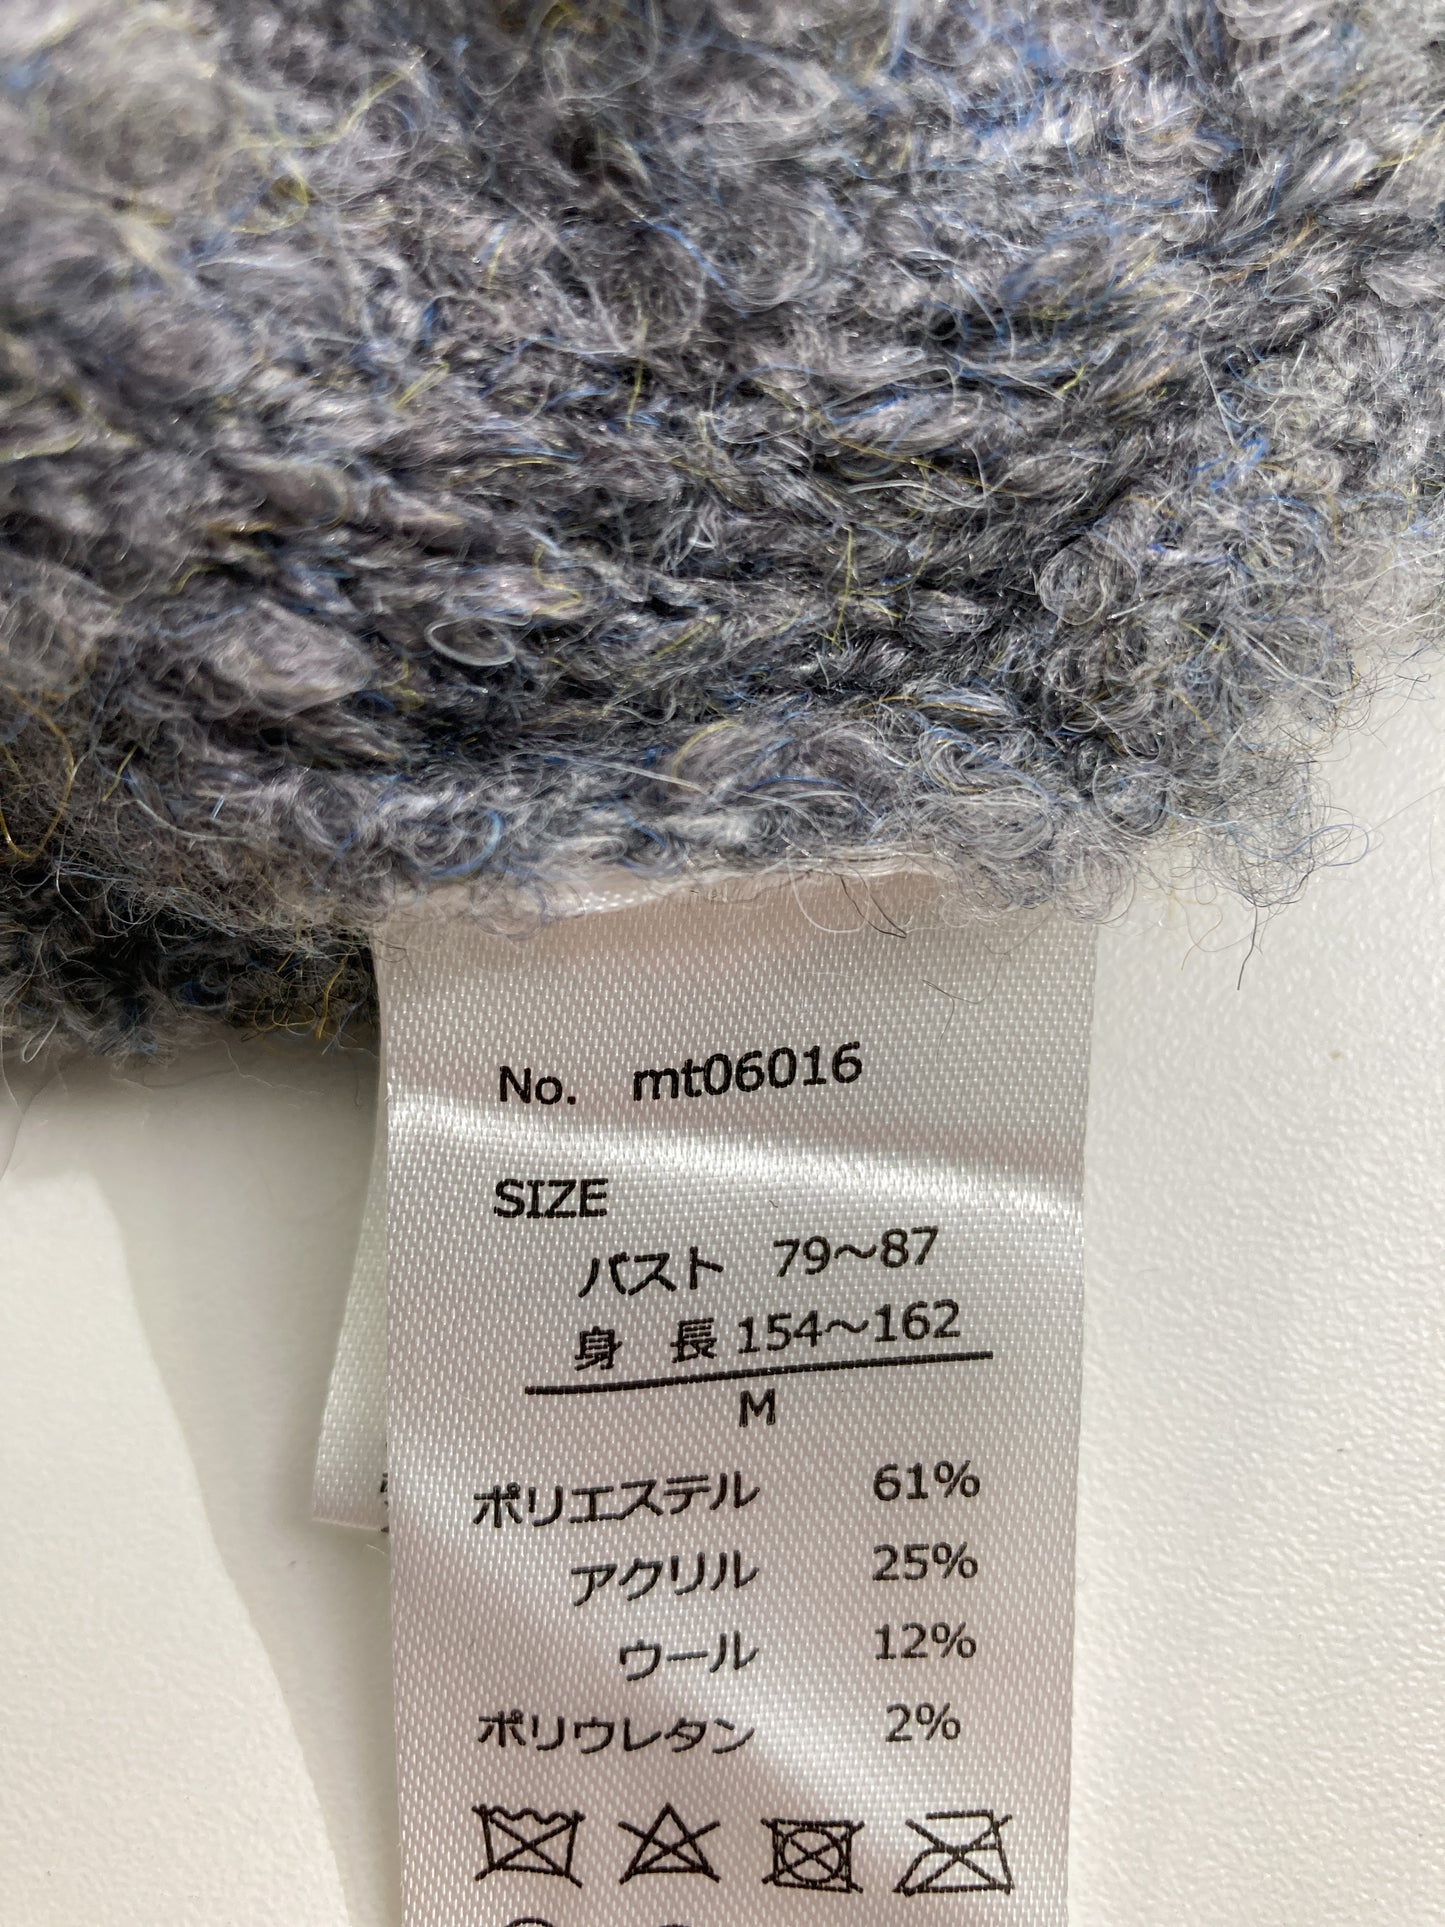 No. mt06016
SIZE
バスト 79～87
身 長 154～162
M
ポリエステル 61%
アクリル 25%
ウール 12%
ポリウレタン 2%